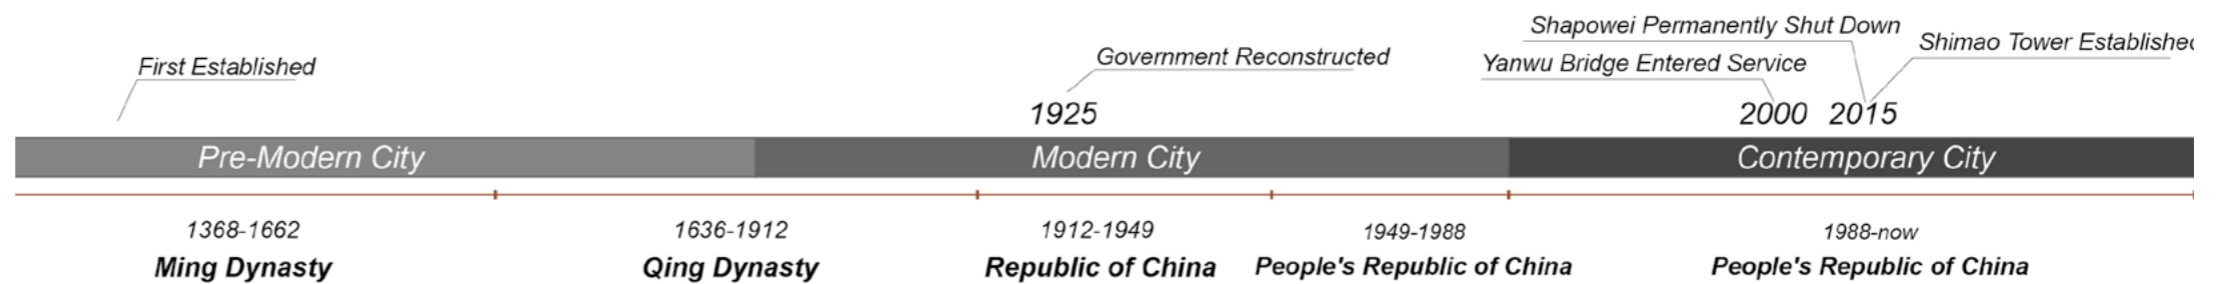 Shapowei Permanently Shut Down
Shimao Tower Established
First Established
Government Reconstructed
Yanwu Bridge Entered Service
1925
2000
2015
Pre-Modern City
Modern City
Contemporary City
1368-1662
1636-1912
1912-1949
1949-1988
1988-now
Ming Dynasty
Qing Dynasty
Republic of China
People's Republic of China
People's Republic of China